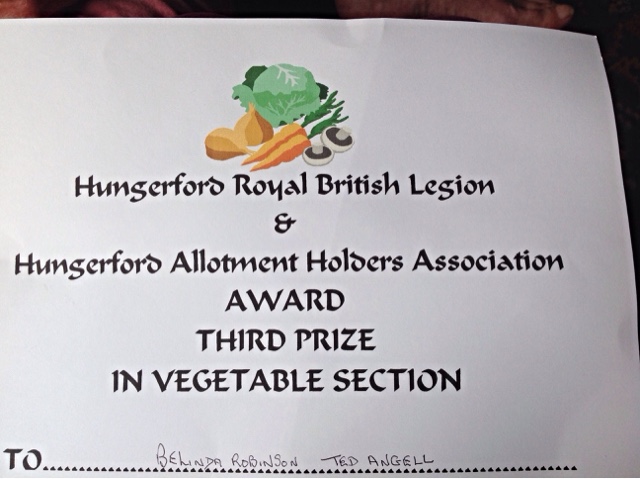 Hungerford Royal British Legion
&
Hungerford Allotment Holders Association
AWARD
THIRD PRIZE
IN VEGETABLE SECTION
TO BELINDA ROBINSON TED ANGELL